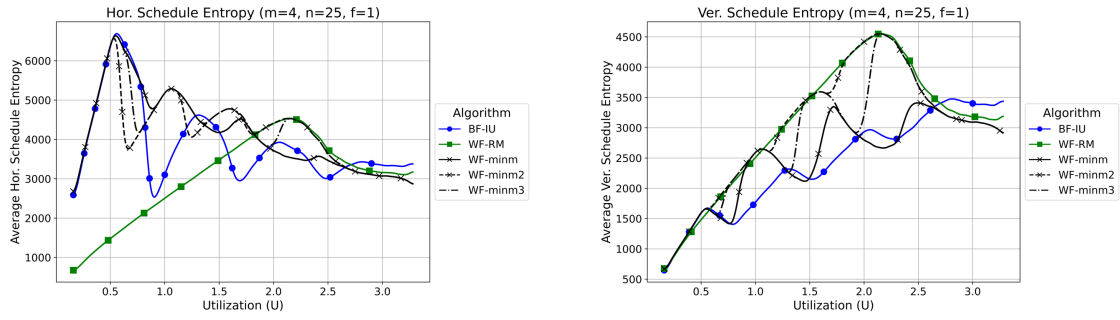 Hor. Schedule Entropy (m=4, n=25, f=1)
Average Hor. Schedule Entropy
6000
5000
4000
3000
2000
1000
0.5 1.0 1.5 2.0 2.5 3.0
Utilization (U)
Algorithm
BF-IU
WF-RM
WF-minm
WF-minm2
WF-minm3
Ver. Schedule Entropy (m=4, n=25, f=1)
Average Ver. Schedule Entropy
4500
4000
3500
3000
2500
2000
1500
1000
500
0.5 1.0 1.5 2.0 2.5 3.0
Utilization (U)
Algorithm
BF-IU
WF-RM
WF-minm
WF-minm2
WF-minm3